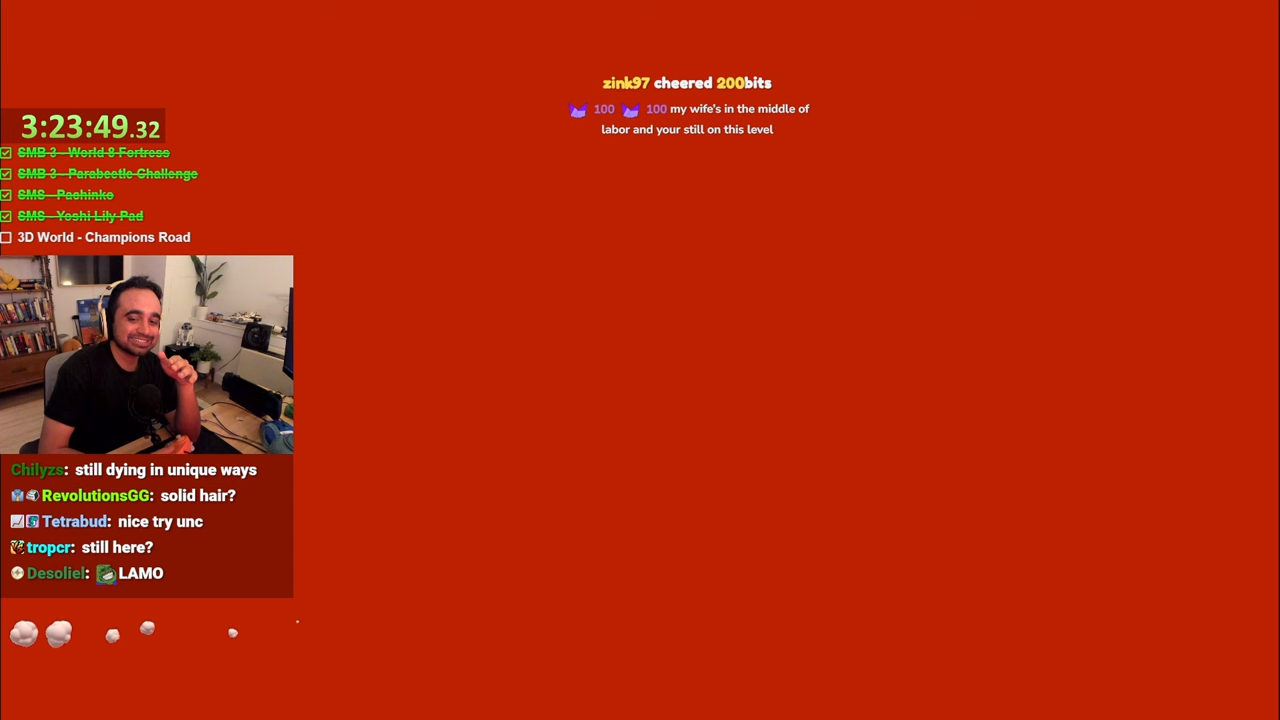 zink97 cheered 200bits
100 100 my wife's in the middle of
labor and your still on this level
3:23:49.32
SMB 3 - World 8 Fortress
SMB 3 - Parabeetle Challenge
SMS - Pachinko
SMS - Yoshi Lily Pad
3D World - Champions Road
Chilyzs: still dying in unique ways
RevolutionsGG: solid hair?
Tetrabud: nice try unc
tropcr: still here?
Desoliel: LAMO